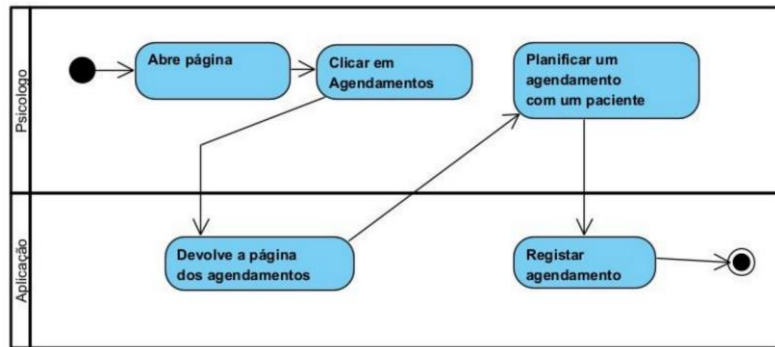 Psicologo
Abre página
Clicar em
Agendamentos
Planificar um
agendamento
com um paciente
Aplicação
Devolve a página
dos agendamentos
Registar
agendamento